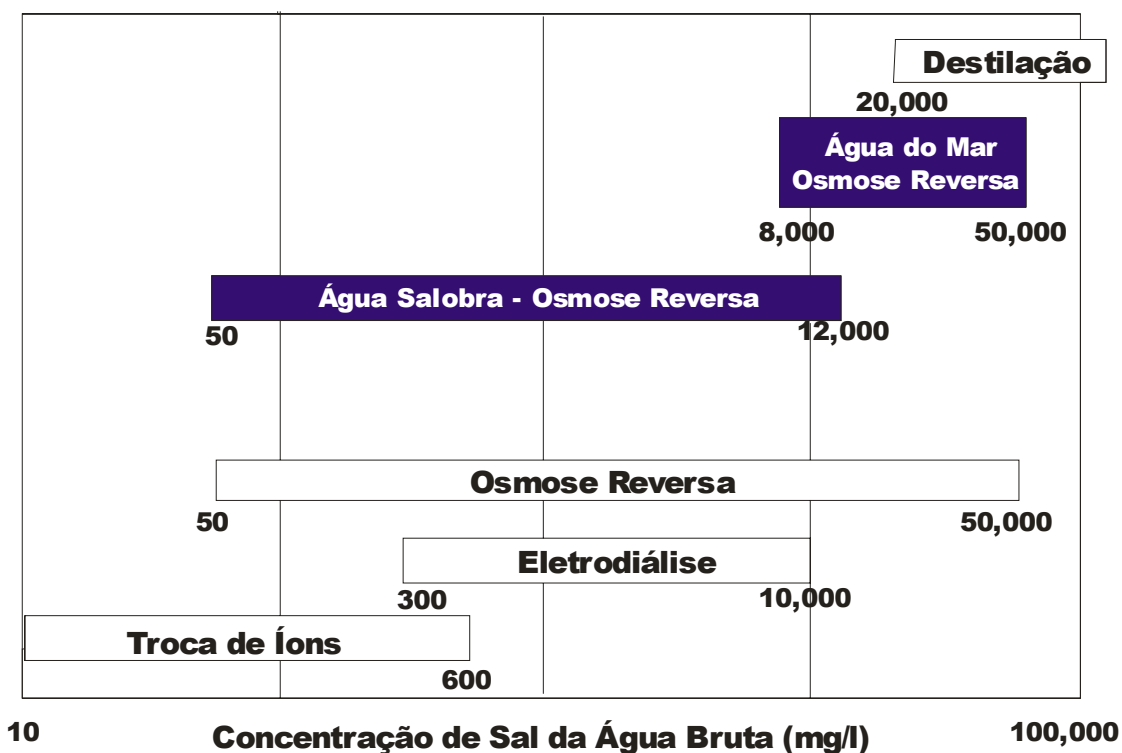 Destilação
20,000
Água do Mar
Osmose Reversa
8,000
50,000
Água Salobra - Osmose Reversa
50
12,000
Osmose Reversa
50
50,000
Eletrodiálise
300
10,000
Troca de Íons
600
10
Concentração de Sal da Água Bruta (mg/l)
100,000